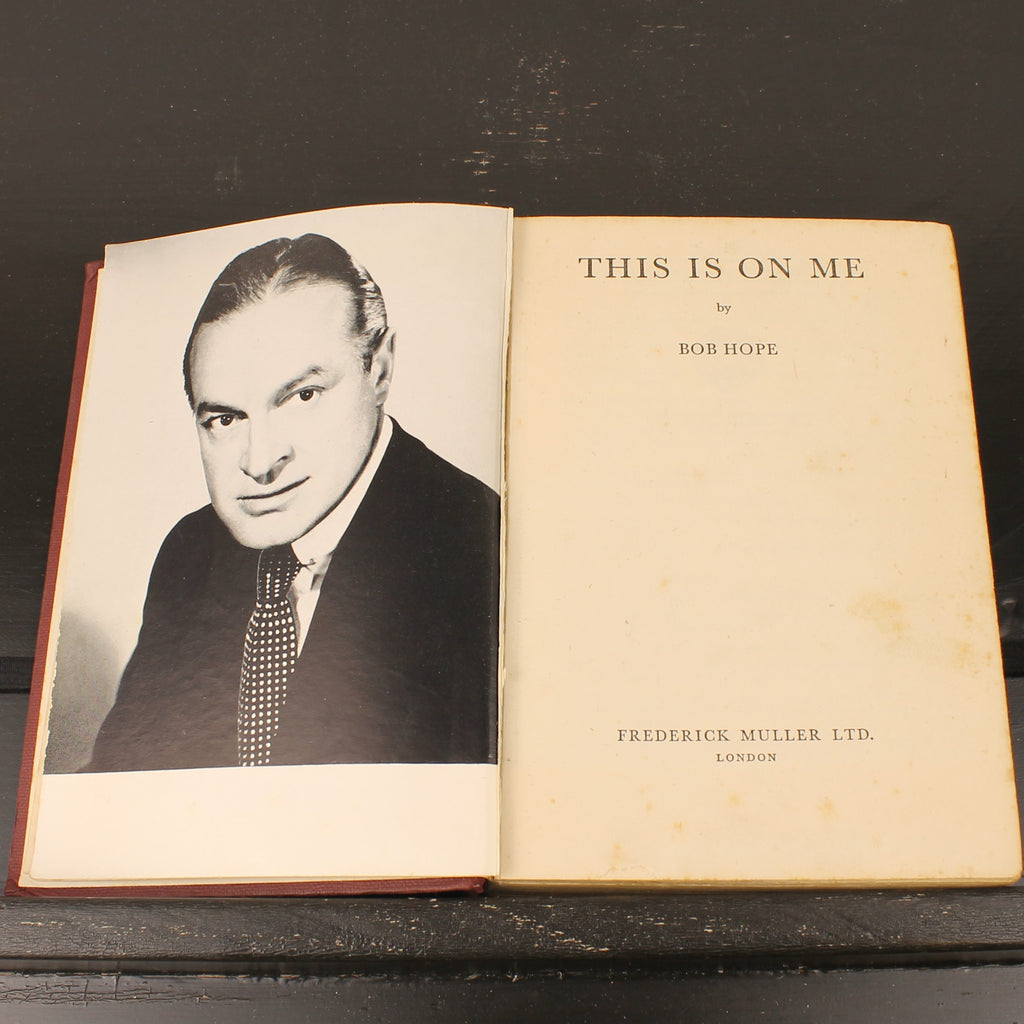 THIS IS ON ME
by
BOB HOPE
FREDERICK MULLER LTD.
LONDON